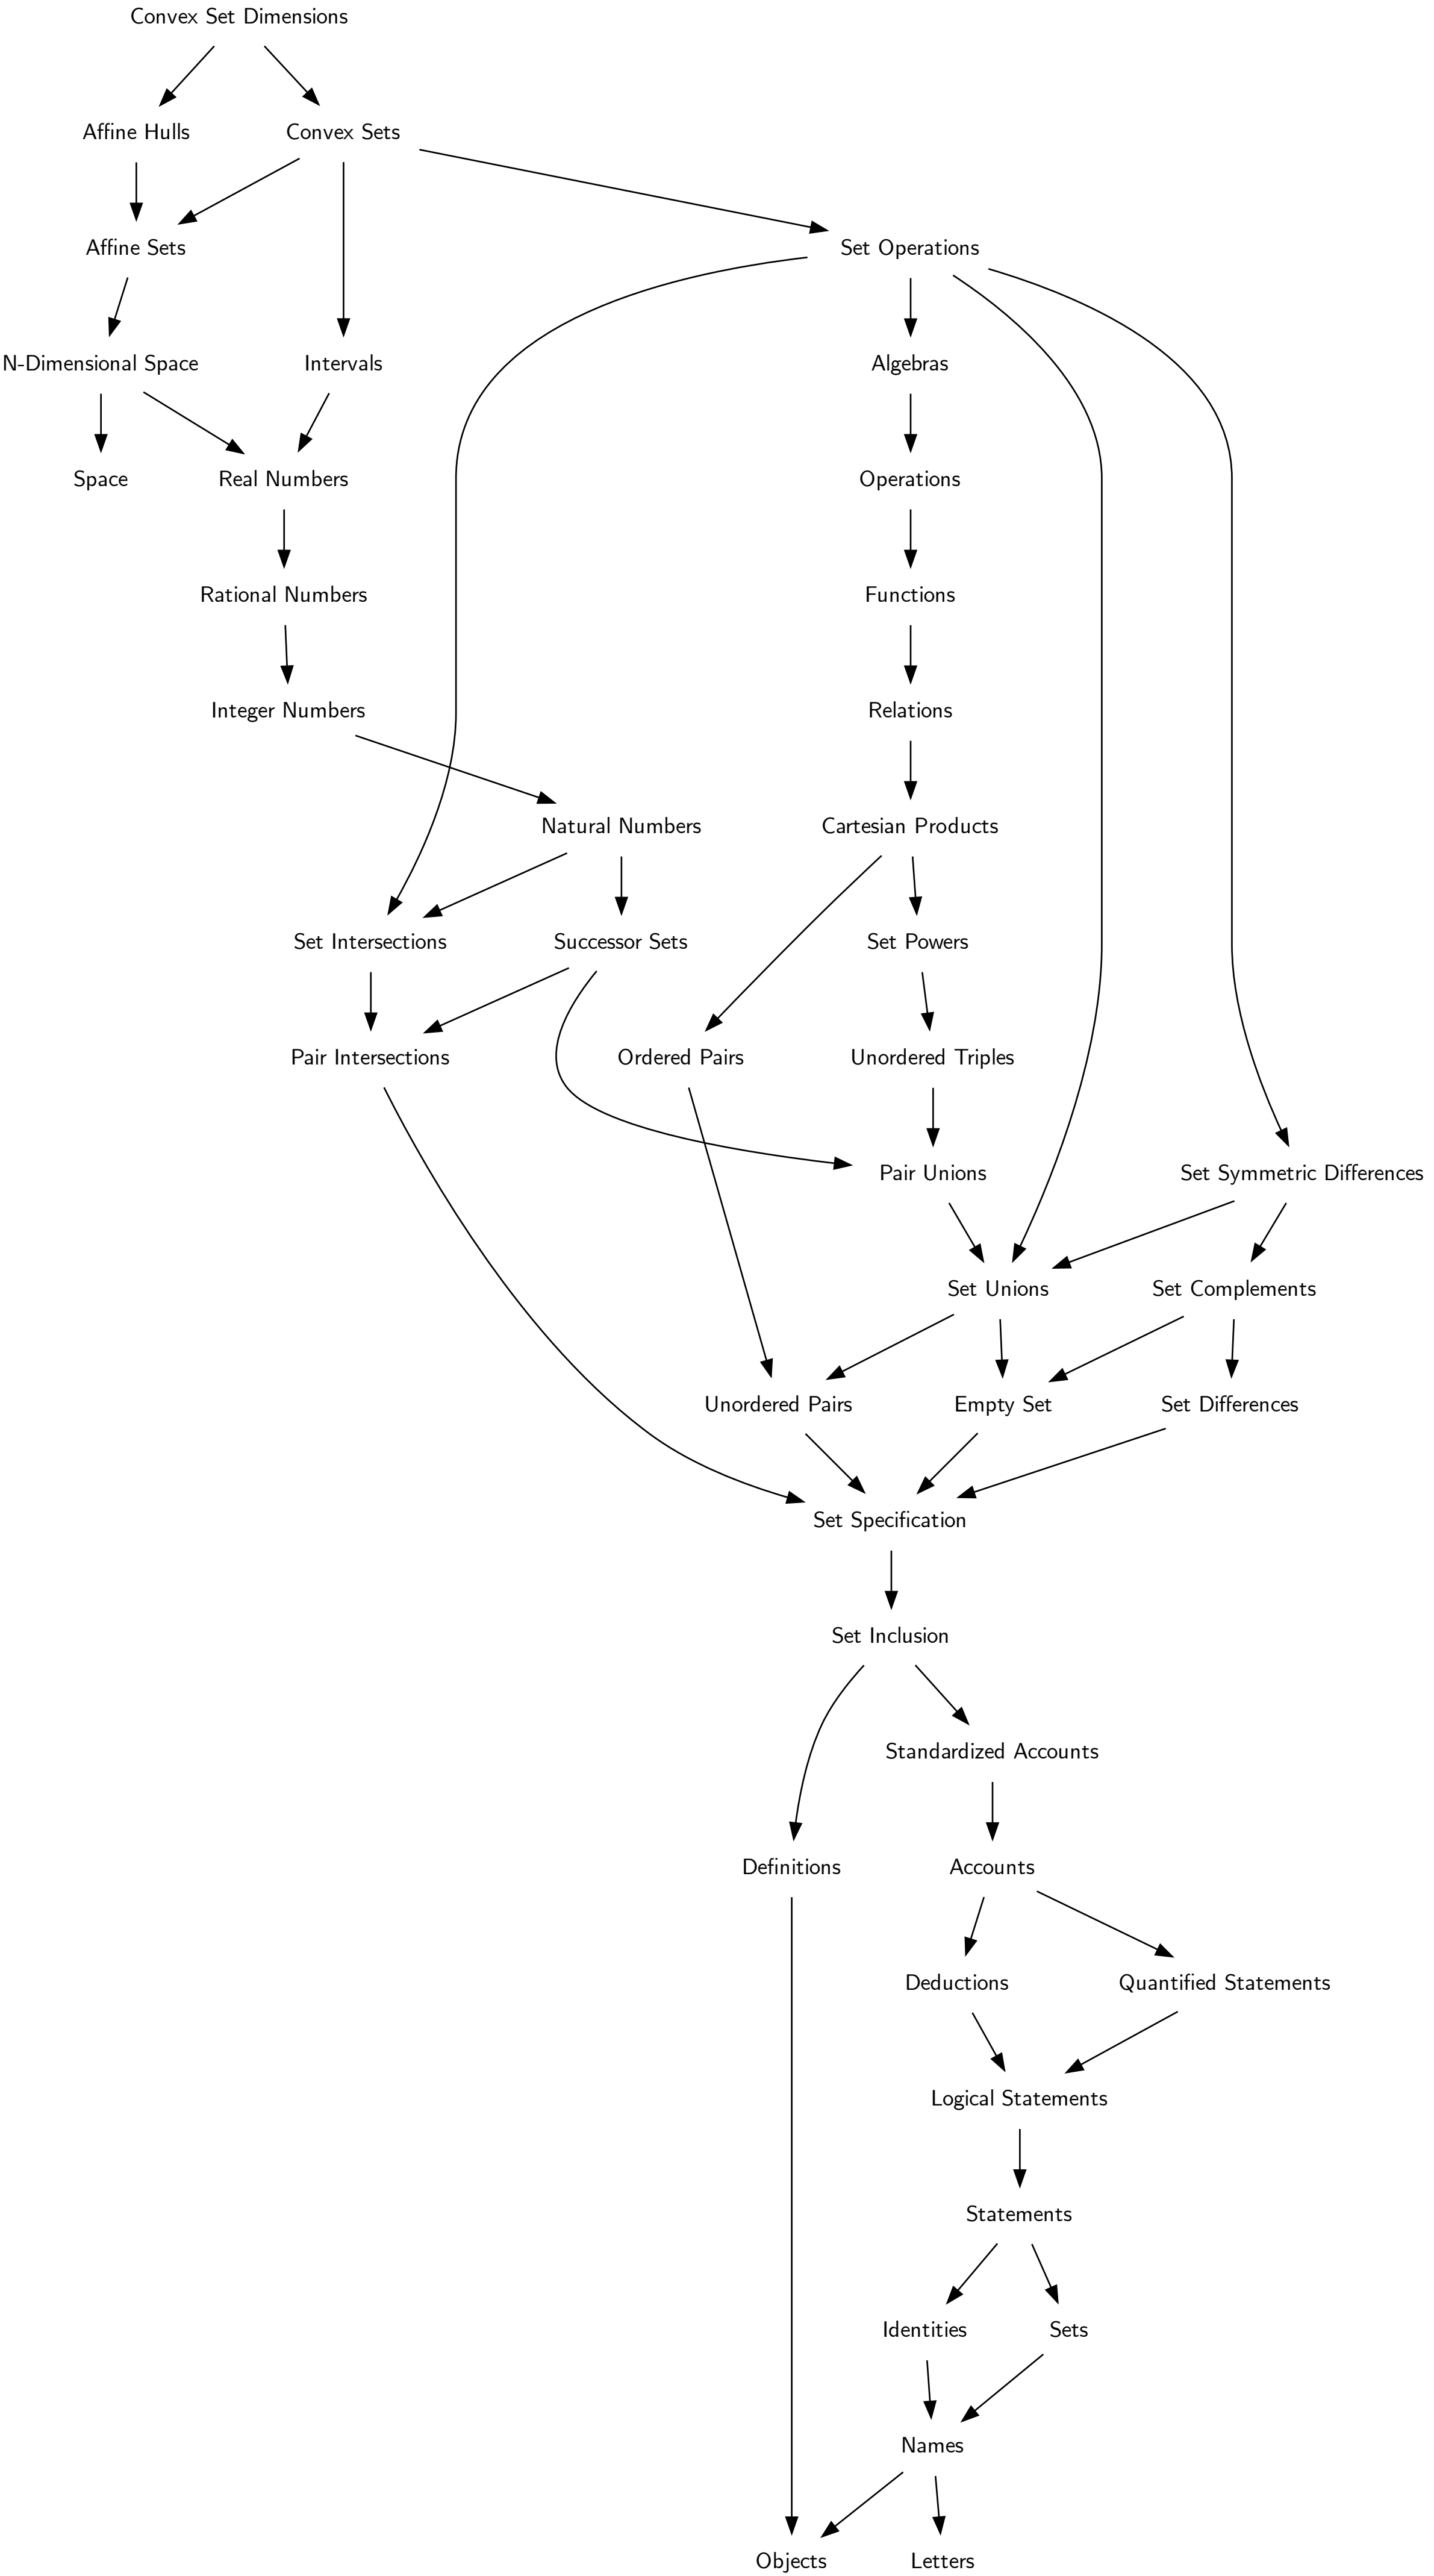 Convex Set Dimensions
Affine Hulls
Convex Sets
Affine Sets
Set Operations
N-Dimensional Space
Intervals
Algebras
Space
Real Numbers
Operations
Rational Numbers
Functions
Integer Numbers
Relations
Natural Numbers
Cartesian Products
Set Intersections
Successor Sets
Set Powers
Pair Intersections
Ordered Pairs
Unordered Triples
Pair Unions
Set Symmetric Differences
Set Unions
Set Complements
Unordered Pairs
Empty Set
Set Differences
Set Specification
Set Inclusion
Standardized Accounts
Definitions
Accounts
Deductions
Quantified Statements
Logical Statements
Statements
Identities
Sets
Names
Objects
Letters